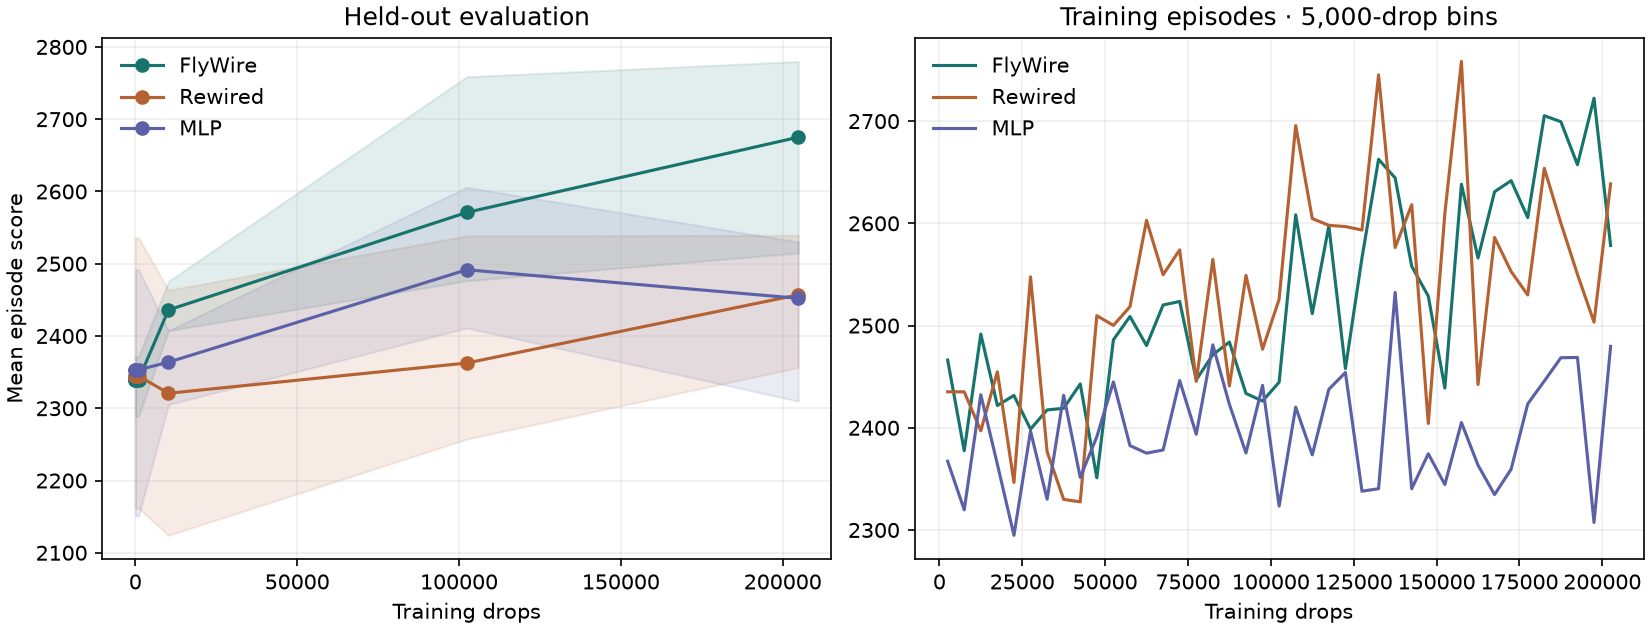 Held-out evaluation
Mean episode score
2800
2700
2600
2500
2400
2300
2200
2100
FlyWire
Rewired
MLP
0 50000 100000 150000 200000
Training drops
Training episodes · 5,000-drop bins
2700
2600
2500
2400
2300
FlyWire
Rewired
MLP
0 25000 50000 75000 100000 125000 150000 175000 200000
Training drops